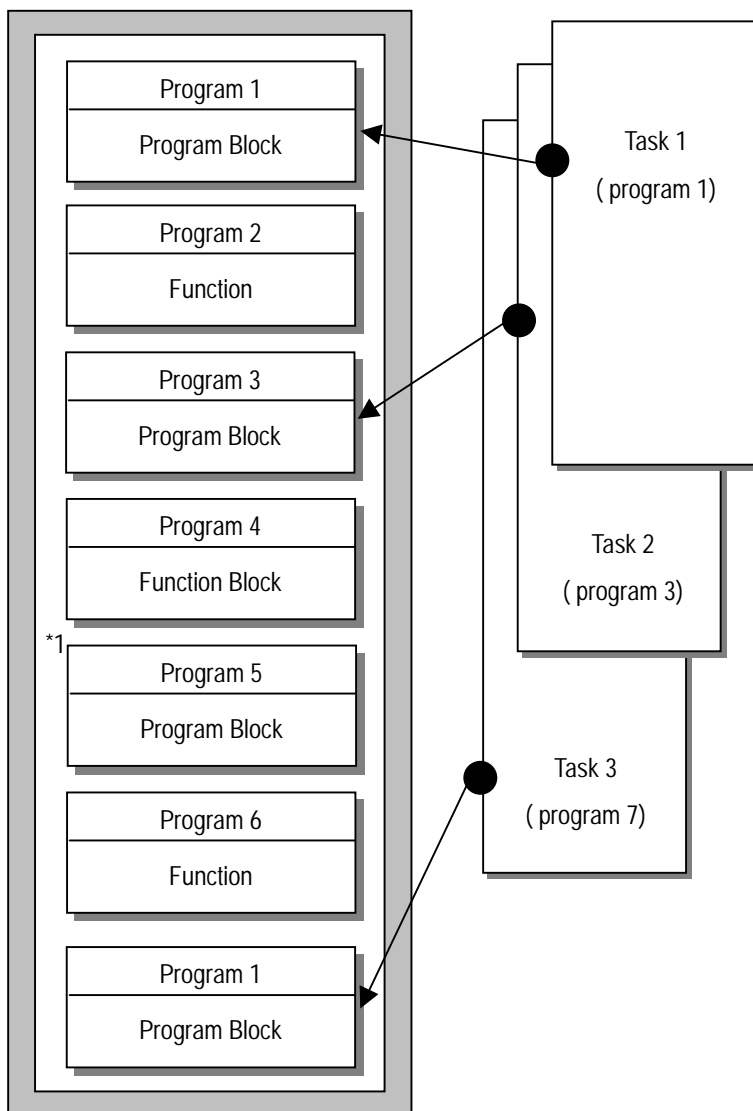 Program 1
Program Block
Program 2
Function
Program 3
Program Block
Program 4
Function Block
*1
Program 5
Program Block
Program 6
Function
Program 1
Program Block
Task 1
( program 1)
Task 2
( program 3)
Task 3
( program 7)